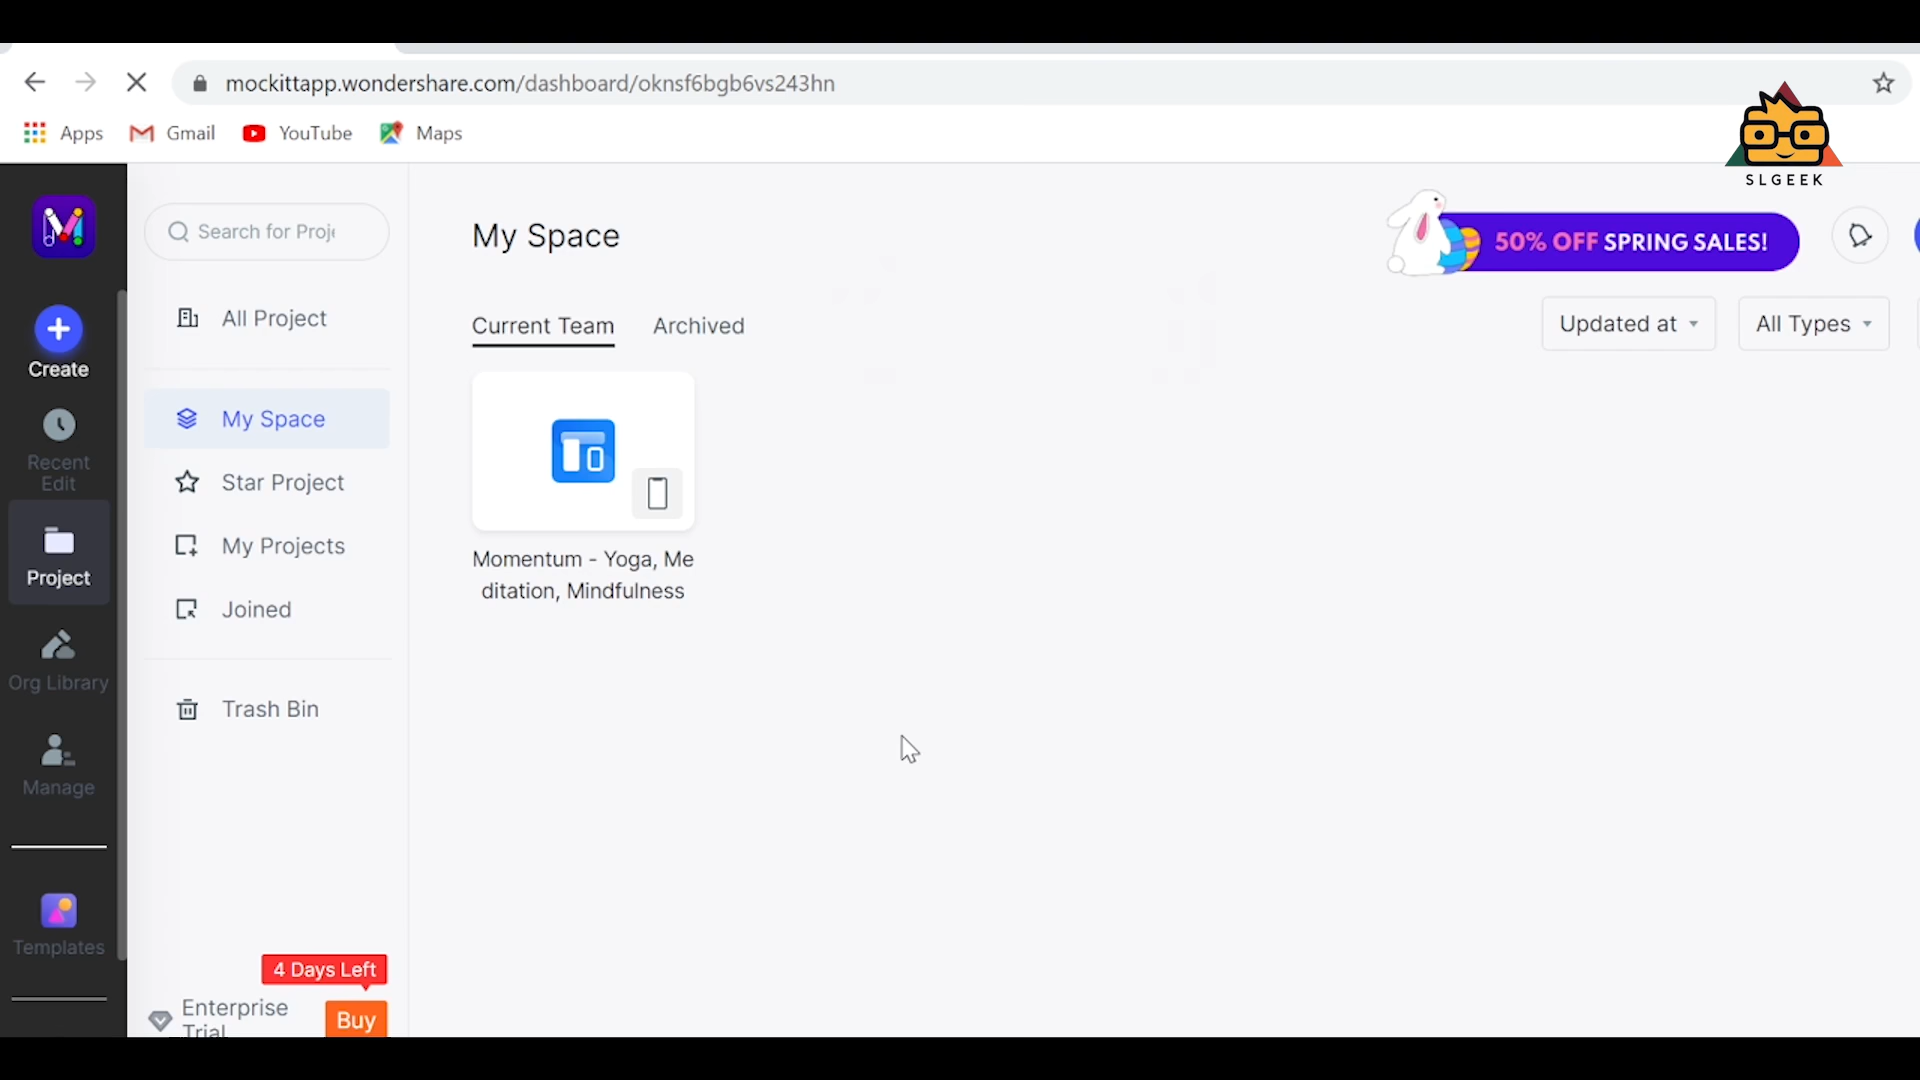 mockittapp.wondershare.com/dashboard/oknsf6bgb6vs243hn
Apps
Gmail
YouTube
Maps
SLGEEK
Search for Proje
My Space
50% OFF SPRING SALES!
All Project
Current Team
Archived
Updated at
All Types
Create
My Space
Recent
Edit
Star Project
My Projects
Project
Momentum - Yoga, Me
ditation, Mindfulness
Joined
Org Library
Trash Bin
Manage
Templates
4 Days Left
Enterprise
Trial
Buy